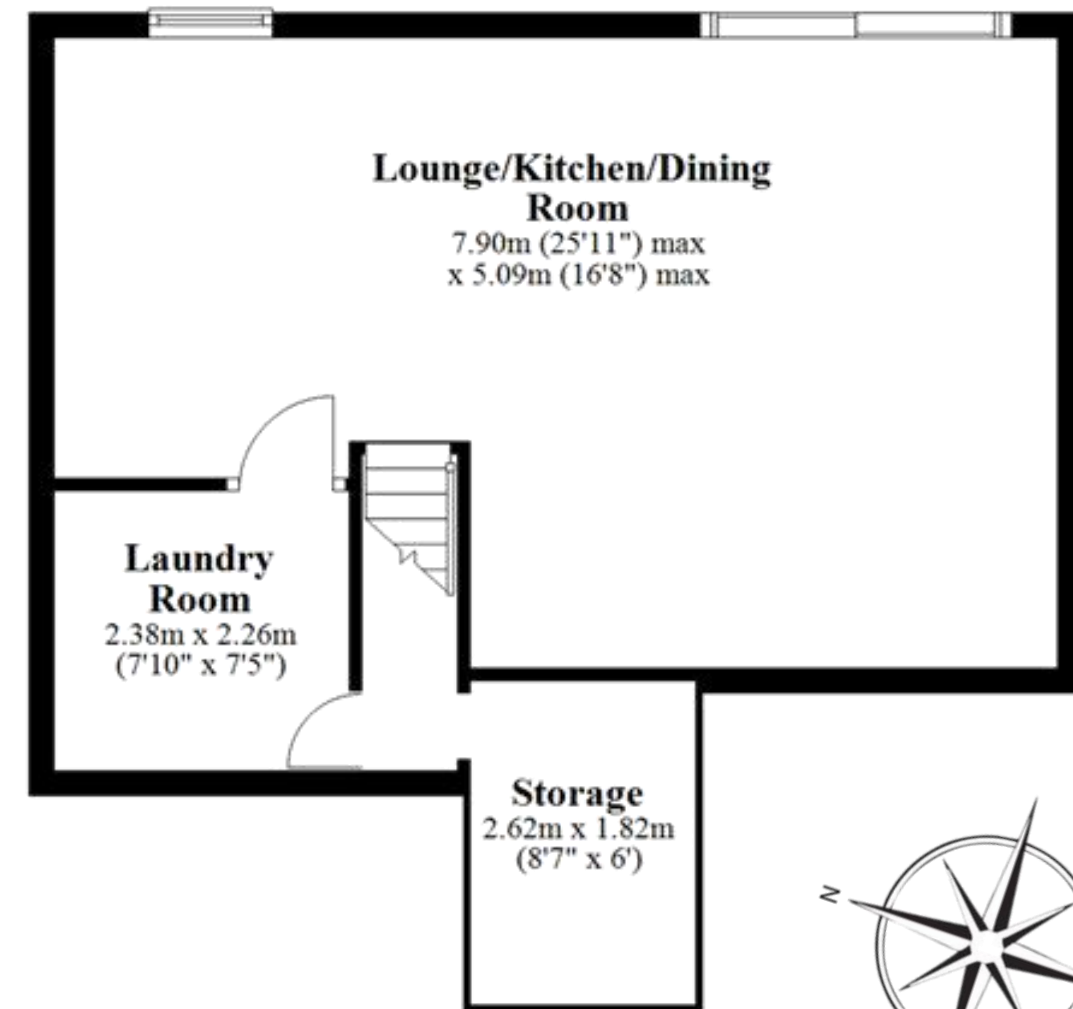 Lounge/Kitchen/Dining
Room
7.90m (25'11") max
x 5.09m (16'8") max
Laundry
Room
2.38m x 2.26m
(7'10" x 7'5")
Storage
2.62m x 1.82m
(8'7" x 6')
N